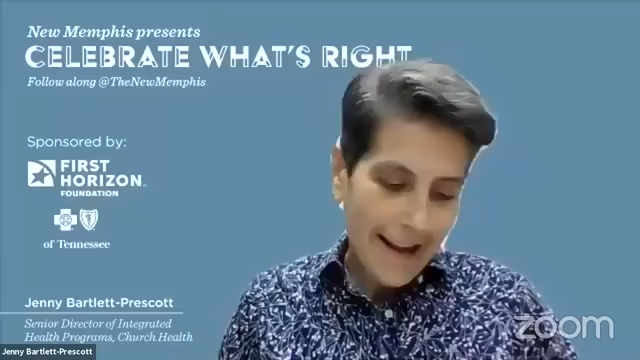 New Memphis presents
CELEBRATE WHAT'S RIGHT
Follow along @TheNewMemphis
Sponsored by:
FIRST
HORIZON
FOUNDATION
of Tennessee
Jenny Bartlett-Prescott
Senior Director of Integrated
Health Programs, Church Health
Jenny Bartlett-Prescott
zoom